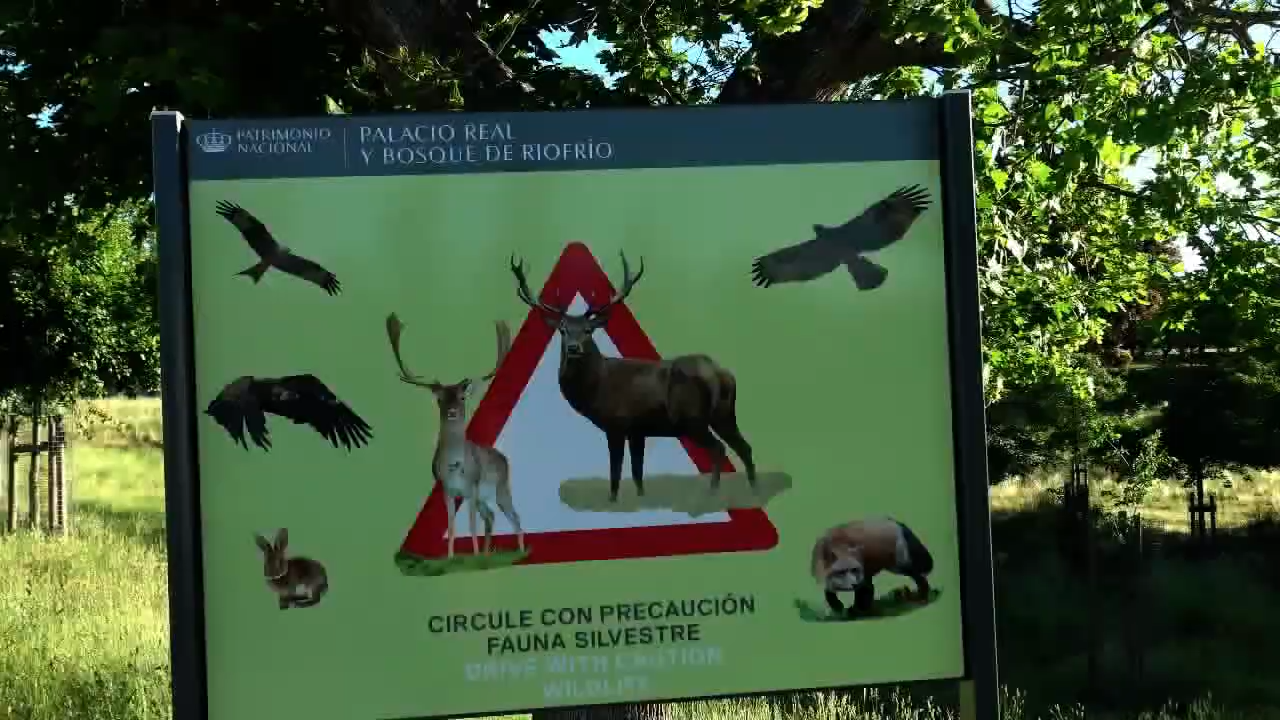 PATRIMONIO
NACIONAL
PALACIO REAL
Y BOSQUE DE RIOFRÍO
CIRCULE CON PRECAUCIÓN
FAUNA SILVESTRE
DRIVE WITH CAUTION
WILDLIFE